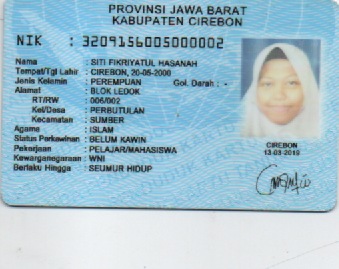 PROVINSI JAWA BARAT
KABUPATEN CIREBON
NIK : 3209156005000002
Nama : SITI FIKRIYATUL HASANAH
Tempat/Tgl Lahir : CIREBON, 20-05-2000
Jenis Kelamin : PEREMPUAN Gol. Darah : -
Alamat : BLOK LEDOK
RT/RW : 006/002
Kel/Desa : PERBUTULAN
Kecamatan : SUMBER
Agama : ISLAM
Status Perkawinan : BELUM KAWIN
Pekerjaan : PELAJAR/MAHASISWA
Kewarganegaraan : WNI
Berlaku Hingga : SEUMUR HIDUP
CIREBON
13-03-2019